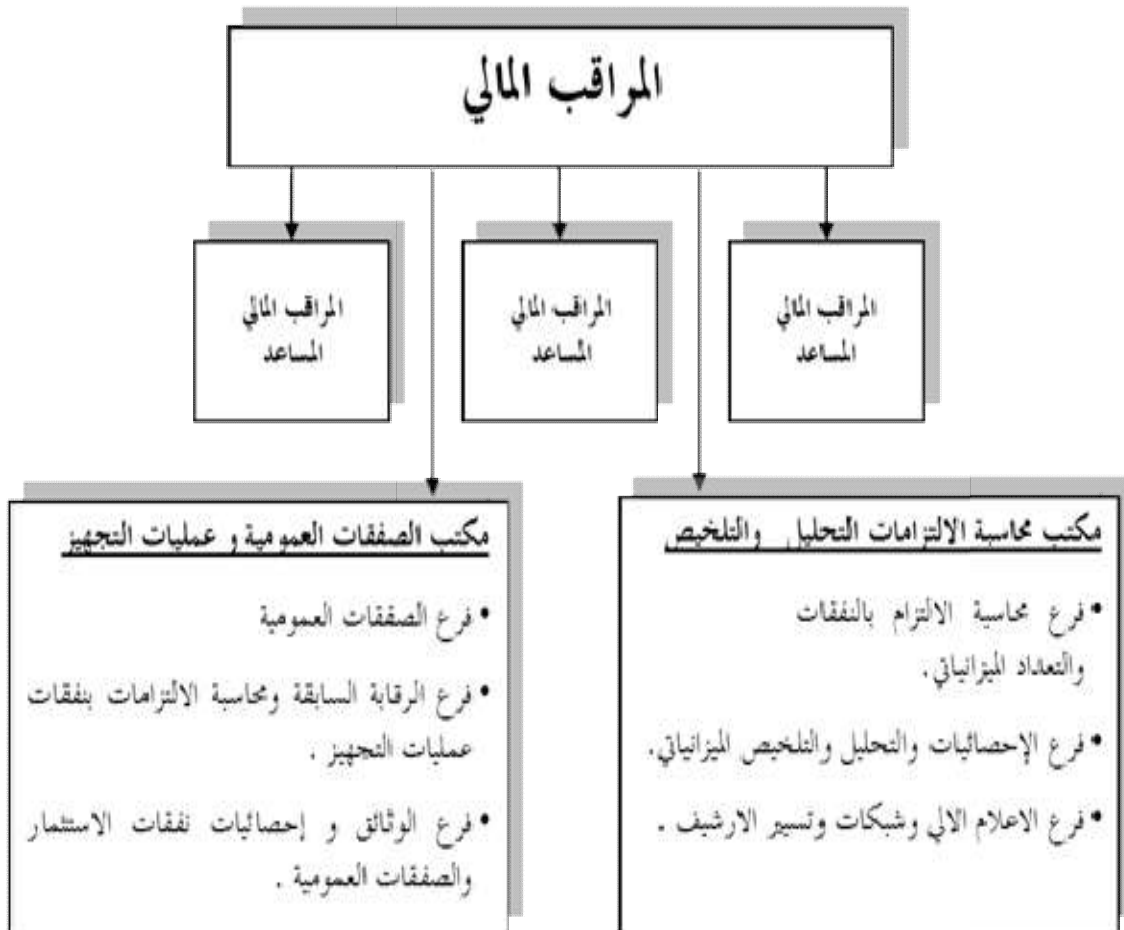 المراقب المالي
المراقب المالي
المساعد
المراقب المالي
المساعد
المراقب المالي
المساعد
مكتب محاسبة الالتزامات التحليل والتلخيص
• فرع محاسبة الالتزام بالنفقات
والتعداد الميزانياتي.
• فرع الإحصائيات والتحليل والتلخيص الميزانياتي.
• فرع الاعلام الالي وشبكات وتسيير الارشيف .
مكتب الصفقات العمومية و عمليات التجهيز
• فرع الصفقات العمومية
• فرع الرقابة السابقة ومحاسبة الالتزامات بنفقات
عمليات التجهيز .
• فرع الوثائق و إحصائيات نفقات الاستثمار
والصفقات العمومية .